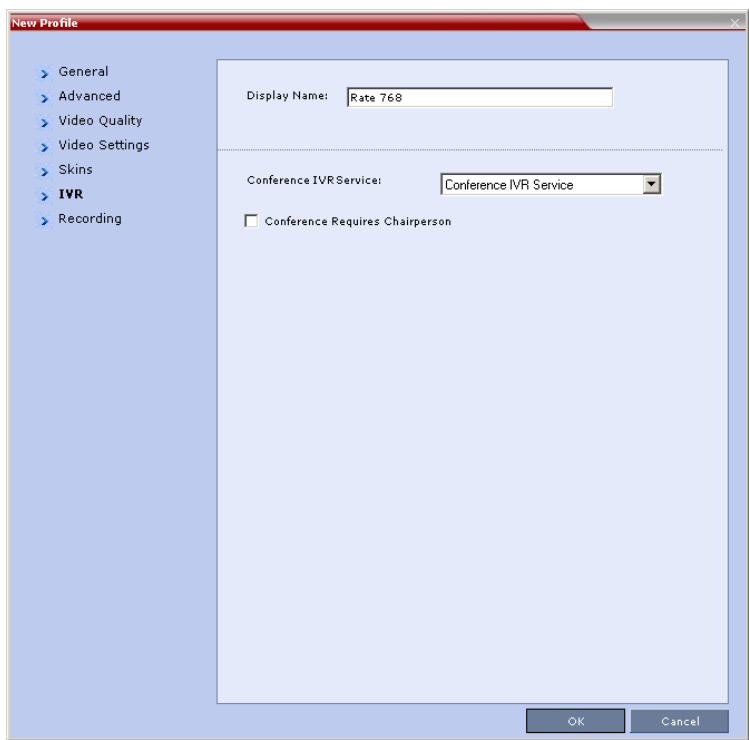 New Profile
General
Advanced
Video Quality
Video Settings
Skins
IVR
Recording
Display Name: Rate 768
Conference IVR Service: Conference IVR Service
Conference Requires Chairperson
OK Cancel